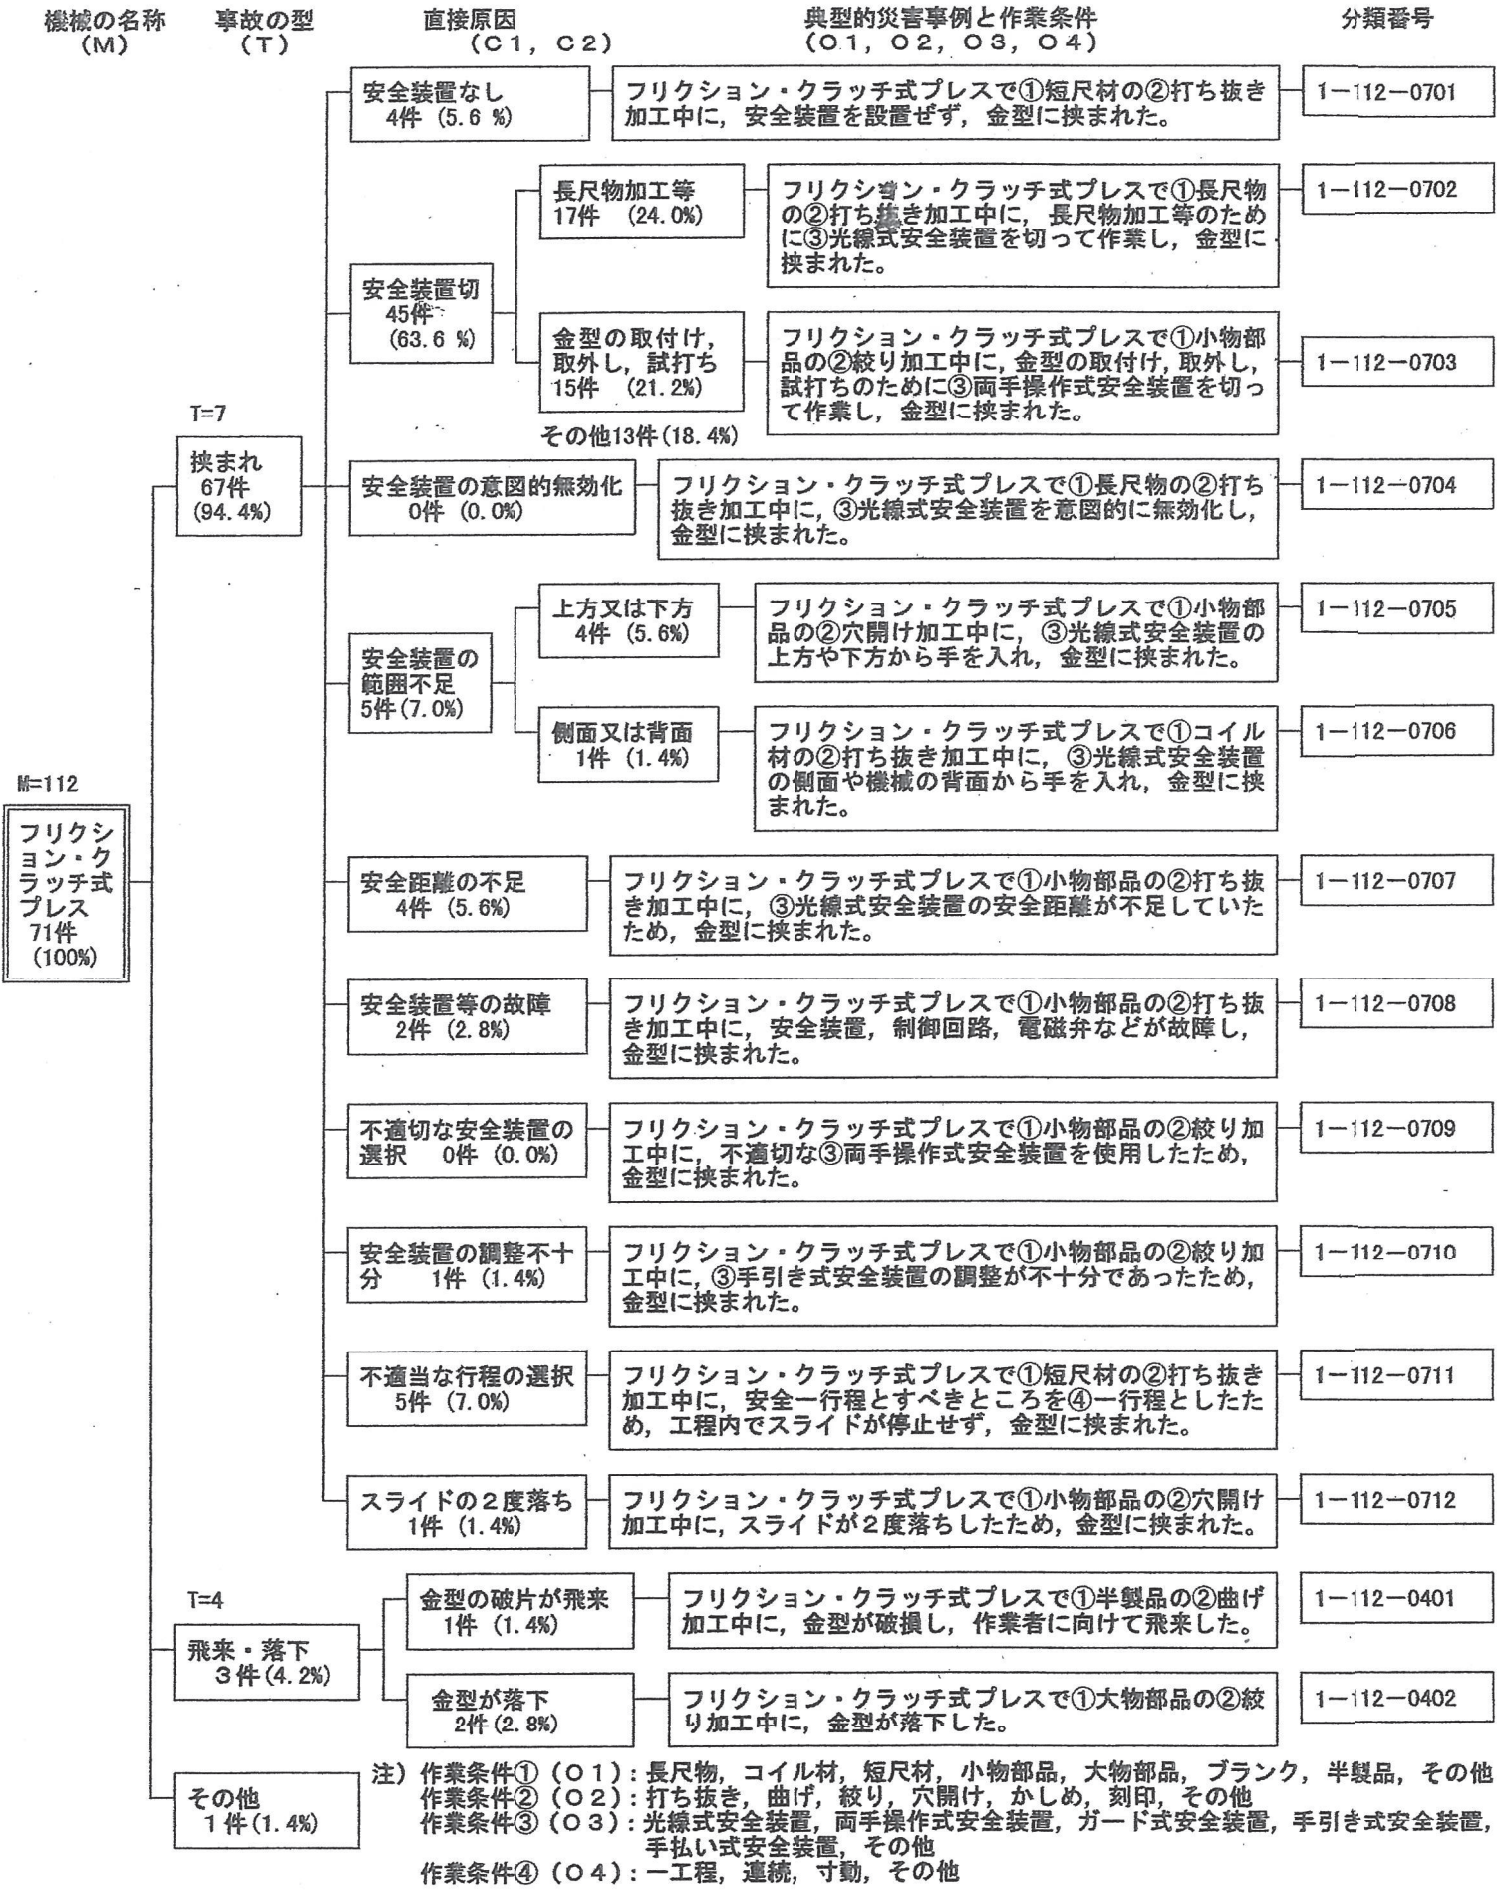 機械の名称 事故の型 直接原因 典型的災害事例と作業条件 分類番号
(M) (T) (C1, C2) (O1, O2, O3, O4)
安全装置なし
4件 (5.6 %)
フリクション・クラッチ式プレスで①短尺材の②打ち抜き
加工中に, 安全装置を設置ぜず, 金型に挟まれた。
1-112-0701
長尺物加工等
17件 (24.0%)
フリクション・クラッチ式プレスで①長尺物
の②打ち抜き加工中に, 長尺物加工等のため
に③光線式安全装置を切って作業し, 金型に
挟まれた。
1-112-0702
安全装置切
45件
(63.6 %)
金型の取付け,
取外し, 試打ち
15件 (21.2%)
フリクション・クラッチ式プレスで①小物部
品の②絞り加工中に, 金型の取付け, 取外し,
試打ちのために③両手操作式安全装置を切っ
て作業し, 金型に挟まれた。
1-112-0703
その他13件(18.4%)
T=7
挟まれ
67件
(94.4%)
安全装置の意図的無効化
0件 (0.0%)
フリクション・クラッチ式プレスで①長尺物の②打ち
抜き加工中に, ③光線式安全装置を意図的に無効化し,
金型に挟まれた。
1-112-0704
上方又は下方
4件 (5.6%)
フリクション・クラッチ式プレスで①小物部
品の②穴開け加工中に, ③光線式安全装置の
上方や下方から手を入れ, 金型に挟まれた。
1-112-0705
安全装置の
範囲不足
5件(7.0%)
側面又は背面
1件 (1.4%)
フリクション・クラッチ式プレスで①コイル
材の②打ち抜き加工中に, ③光線式安全装置
の側面や機械の背面から手を入れ, 金型に挟
まれた。
1-112-0706
M=112
フリクシ
ョン・ク
ラッチ式
プレス
71件
(100%)
安全距離の不足
4件 (5.6%)
フリクション・クラッチ式プレスで①小物部品の②打ち抜
き加工中に, ③光線式安全装置の安全距離が不足していた
ため, 金型に挟まれた。
1-112-0707
安全装置等の故障
2件 (2.8%)
フリクション・クラッチ式プレスで①小物部品の②打ち抜
き加工中に, 安全装置, 制御回路, 電磁弁などが故障し,
金型に挟まれた。
1-112-0708
不適切な安全装置の
選択 0件 (0.0%)
フリクション・クラッチ式プレスで①小物部品の②絞り加
工中に, 不適切な③両手操作式安全装置を使用したため,
金型に挟まれた。
1-112-0709
安全装置の調整不十
分 1件 (1.4%)
フリクション・クラッチ式プレスで①小物部品の②絞り加
工中に, ③手引き式安全装置の調整が不十分であったため,
金型に挟まれた。
1-112-0710
不適当な行程の選択
5件 (7.0%)
フリクション・クラッチ式プレスで①短尺材の②打ち抜き
加工中に, 安全一行程とすべきところを④一行程としたた
め, 工程内でスライドが停止せず, 金型に挟まれた。
1-112-0711
スライドの2度落ち
1件 (1.4%)
フリクション・クラッチ式プレスで①小物部品の②穴開け
加工中に, スライドが2度落ちしたため, 金型に挟まれた。
1-112-0712
T=4
飛来・落下
3件(4.2%)
金型の破片が飛来
1件 (1.4%)
フリクション・クラッチ式プレスで①半製品の②曲げ
加工中に, 金型が破損し, 作業者に向けて飛来した。
1-112-0401
金型が落下
2件(2.8%)
フリクション・クラッチ式プレスで①大物部品の②絞
り加工中に, 金型が落下した。
1-112-0402
その他
1件(1.4%)
注) 作業条件① (O1) : 長尺物, コイル材, 短尺材, 小物部品, 大物部品, ブランク, 半製品, その他
作業条件② (O2) : 打ち抜き, 曲げ, 絞り, 穴開け, かしめ, 刻印, その他
作業条件③ (O3) : 光線式安全装置, 両手操作式安全装置, ガード式安全装置, 手引き式安全装置,
手払い式安全装置, その他
作業条件④ (O4) : 一工程, 連続, 寸動, その他